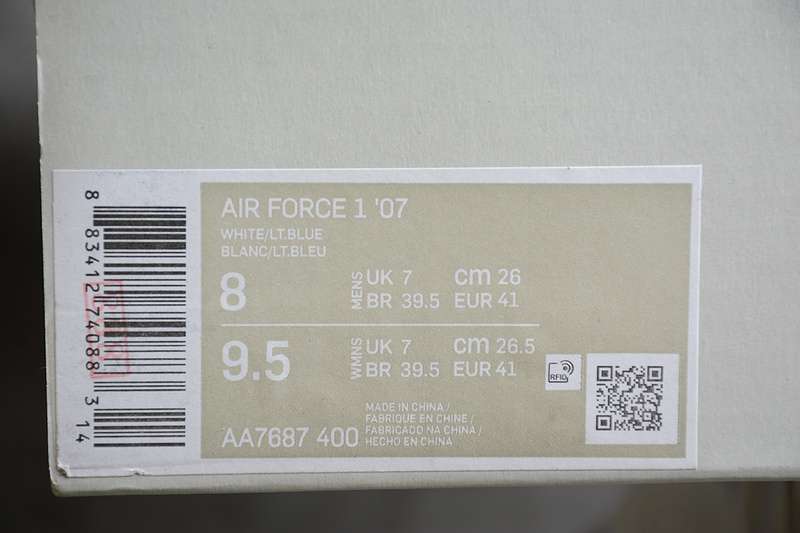 AIR FORCE 1 '07
WHITE/LT.BLUE
BLANC/LT.BLEU
8 MENS UK 7 cm 26
BR 39.5 EUR 41
9.5 WMNS UK 7 cm 26.5
BR 39.5 EUR 41
RFID
AA7687 400
MADE IN CHINA /
FABRIQUE EN CHINE /
FABRICADO NA CHINA /
HECHO EN CHINA
8 83412 74088 3 14